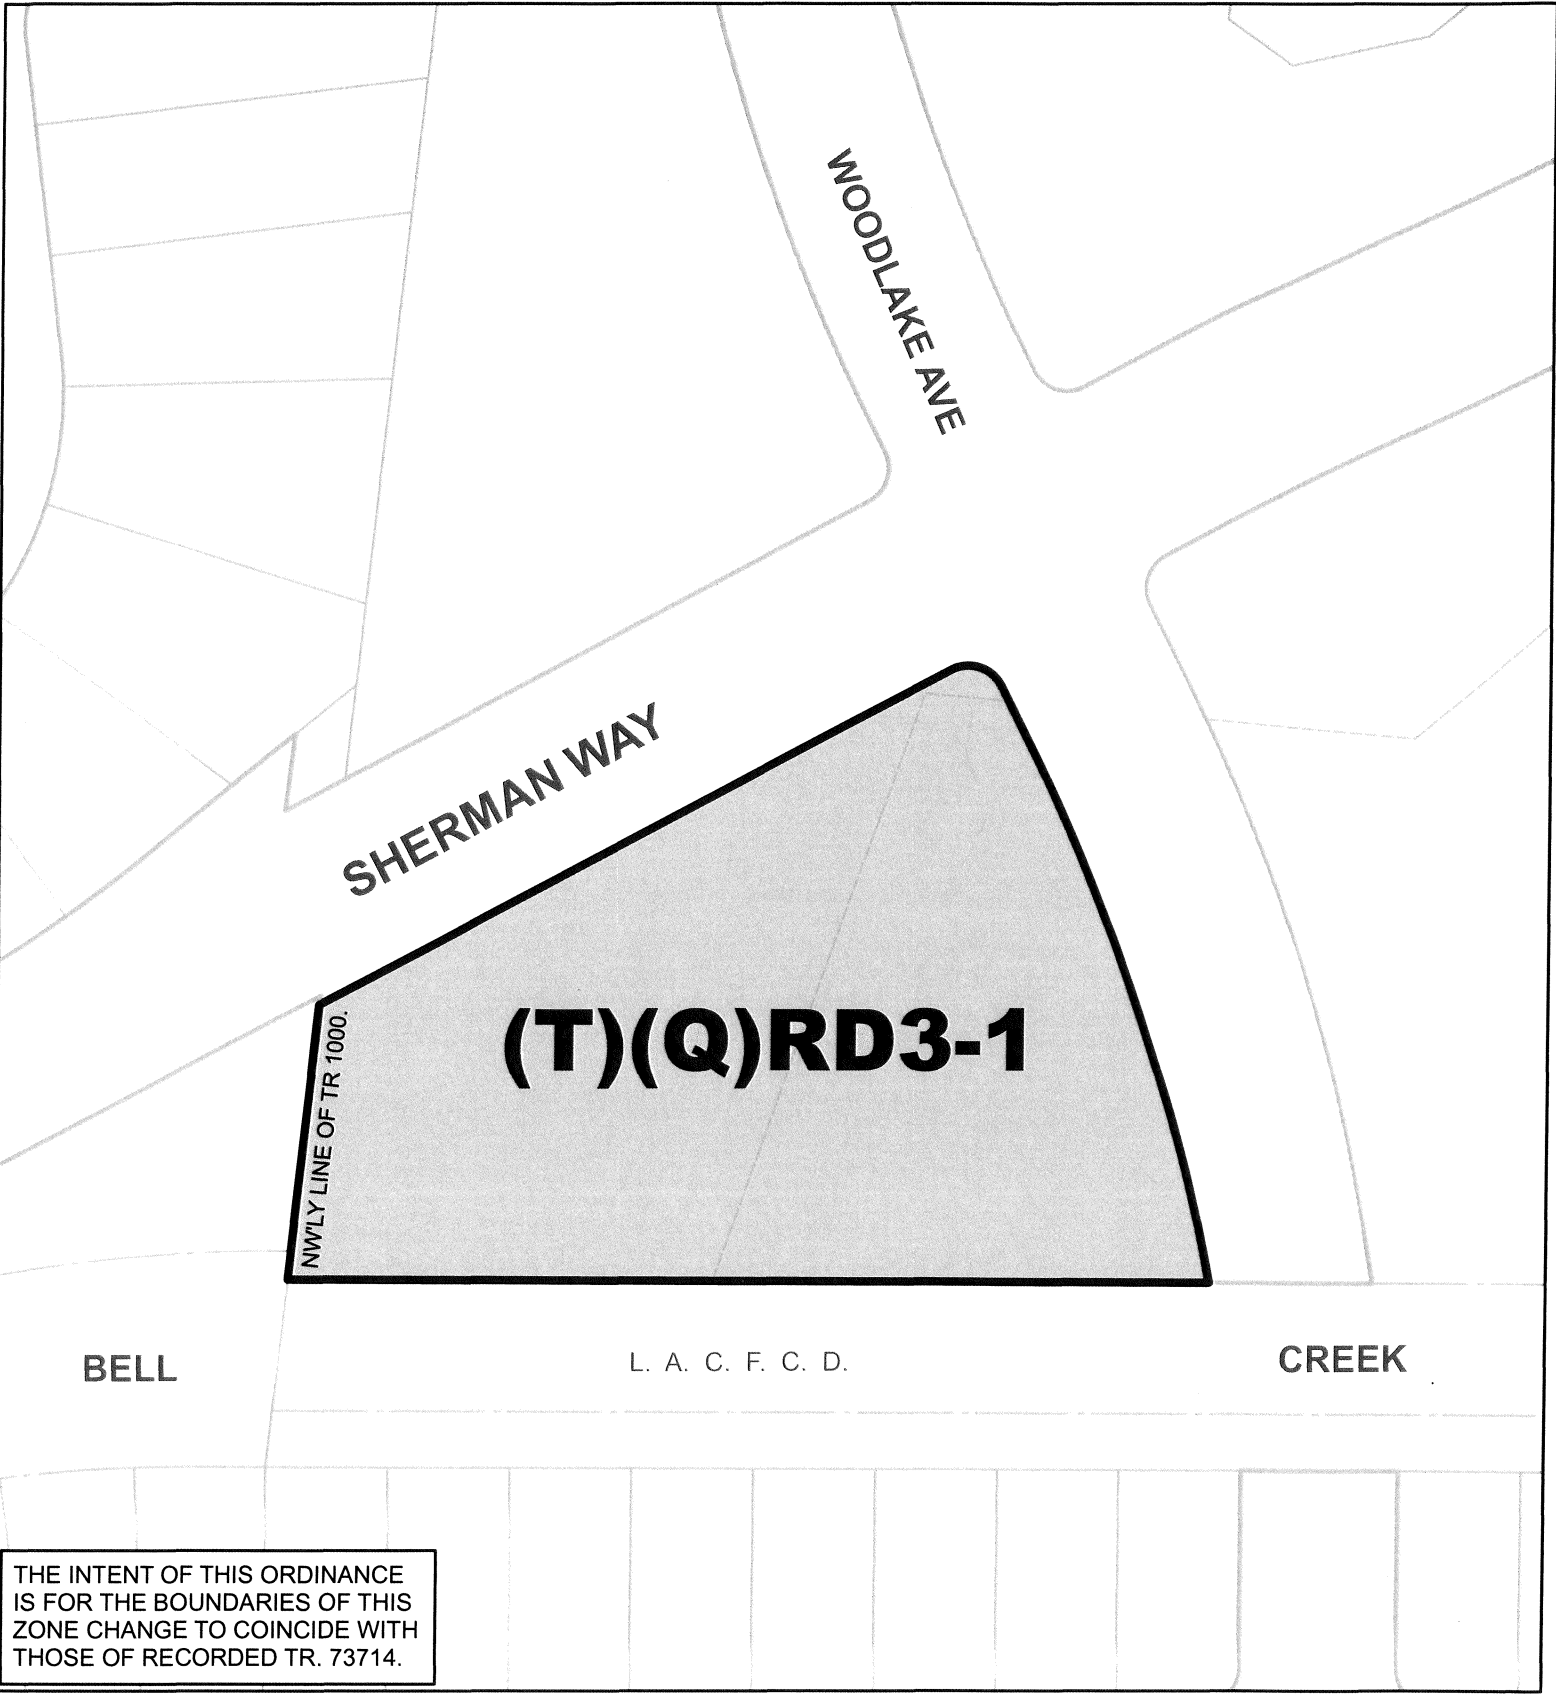 WOODLAKE AVE
SHERMAN WAY
(T)(Q)RD3-1
NW'LY LINE OF TR 1000.
BELL
L. A. C. F. C. D.
CREEK
THE INTENT OF THIS ORDINANCE
IS FOR THE BOUNDARIES OF THIS
ZONE CHANGE TO COINCIDE WITH
THOSE OF RECORDED TR. 73714.